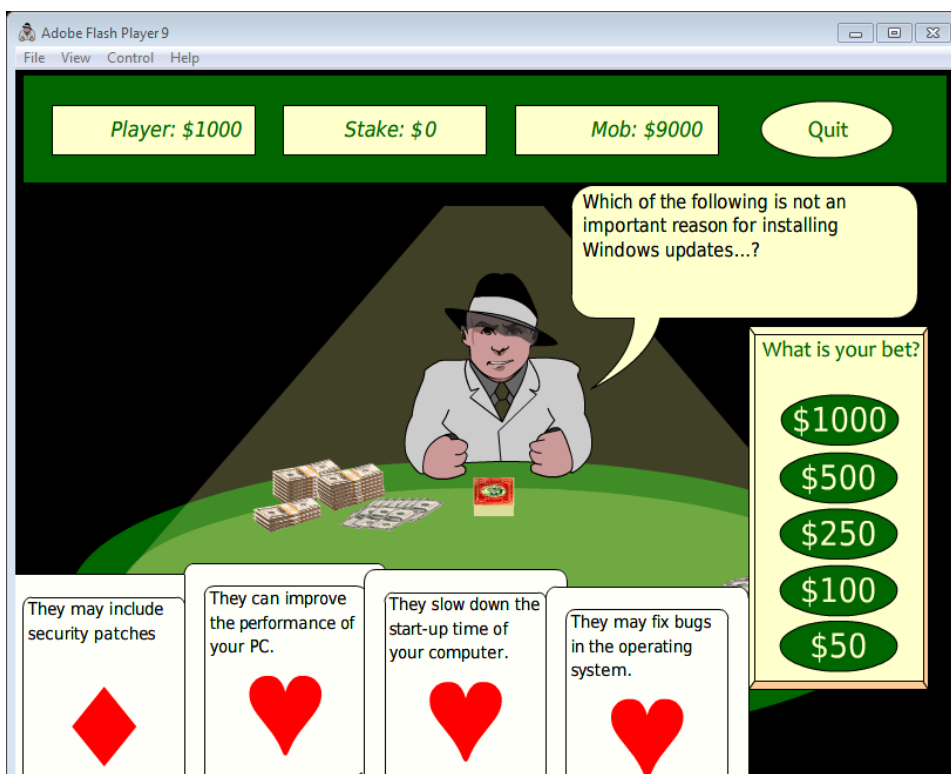 Adobe Flash Player 9
File View Control Help
Player: $1000
Stake: $0
Mob: $9000
Quit
Which of the following is not an
important reason for installing
Windows updates...?
What is your bet?
$1000
$500
$250
$100
$50
They may include
security patches
They can improve
the performance of
your PC.
They slow down the
start-up time of
your computer.
They may fix bugs
in the operating
system.